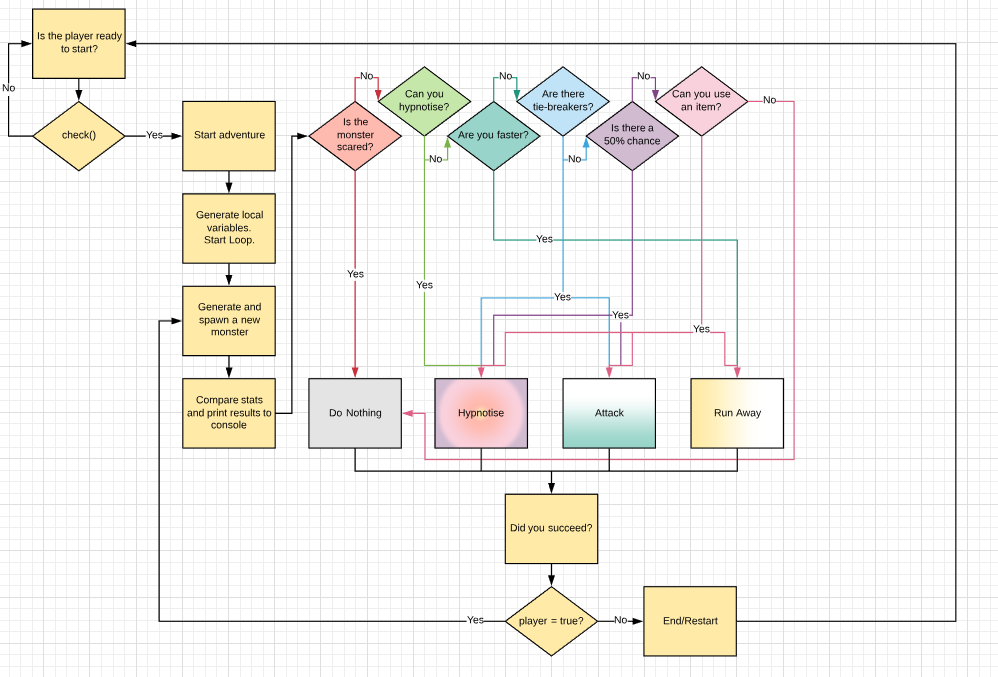 Is the player ready
to start?
No
check()
Yes
Start adventure
Generate local
variables.
Start Loop.
Generate and
spawn a new
monster
Compare stats
and print results to
console
Is the
monster
scared?
No
Can you
hypnotise?
No
Are you faster?
No
Are there
tie-breakers?
No
Is there a
50% chance
No
Can you use
an item?
No
Yes
Yes
Yes
Yes
Yes
Yes
Do Nothing
Hypnotise
Attack
Run Away
Did you succeed?
Yes
player = true?
No
End/Restart